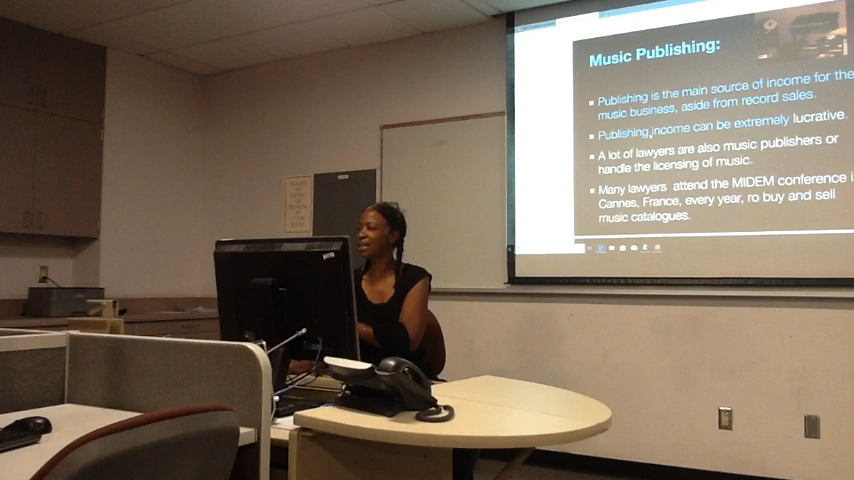 Music Publishing:
Publishing is the main source of income for the
music business, aside from record sales.
Publishing income can be extremely lucrative.
A lot of lawyers are also music publishers or
handle the licensing of music.
Many lawyers attend the MIDEM conference i
Cannes, France, every year, ro buy and sell
music catalogues.